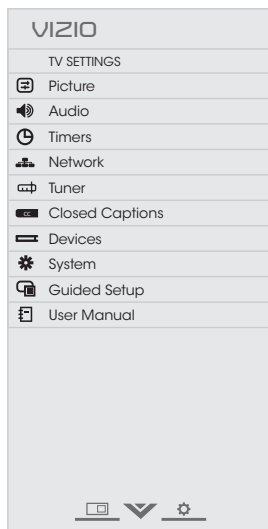 VIZIO
TV SETTINGS
Picture
Audio
Timers
Network
Tuner
CC Closed Captions
Devices
System
Guided Setup
User Manual